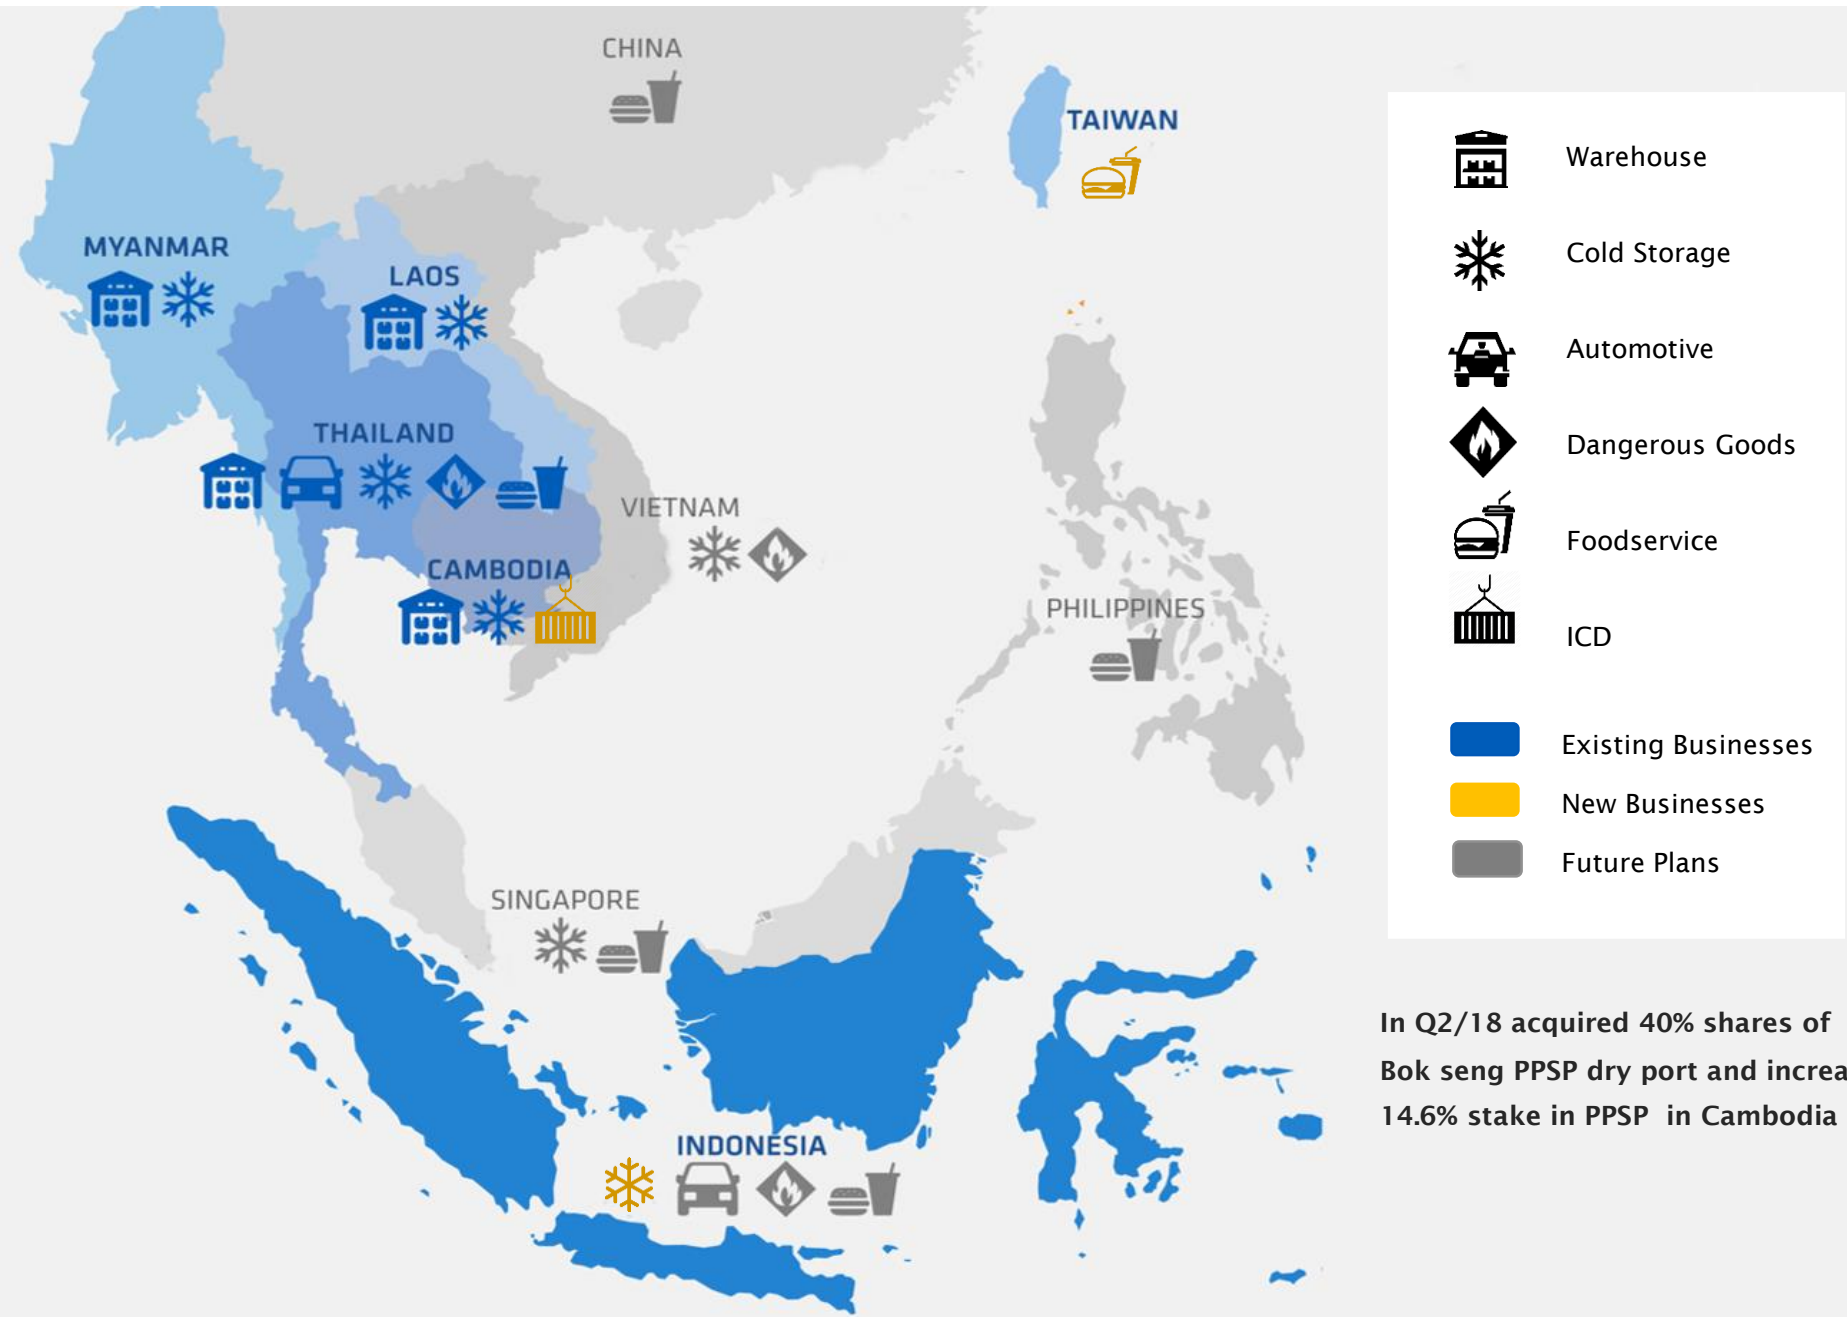 CHINA
TAIWAN
MYANMAR
LAOS
THAILAND
VIETNAM
CAMBODIA
PHILIPPINES
SINGAPORE
INDONESIA
Warehouse
Cold Storage
Automotive
Dangerous Goods
Foodservice
ICD
Existing Businesses
New Businesses
Future Plans
In Q2/18 acquired 40% shares of
Bok seng PPSP dry port and increa
14.6% stake in PPSP in Cambodia